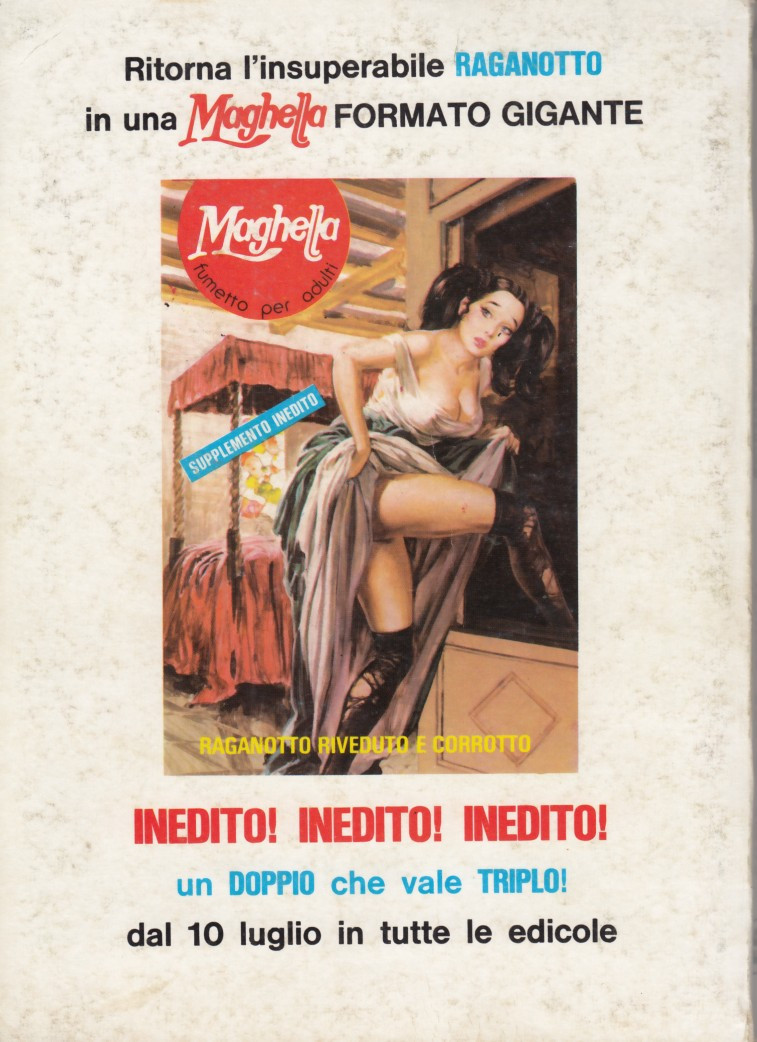 Ritorna l'insuperabile RAGANOTTO
in una Maghella FORMATO GIGANTE
Maghella
fumetto per adulti
SUPPLEMENTO INEDITO
RAGANOTTO RIVEDUTO E CORROTTO
INEDITO! INEDITO! INEDITO!
un DOPPIO che vale TRIPLO!
dal 10 luglio in tutte le edicole